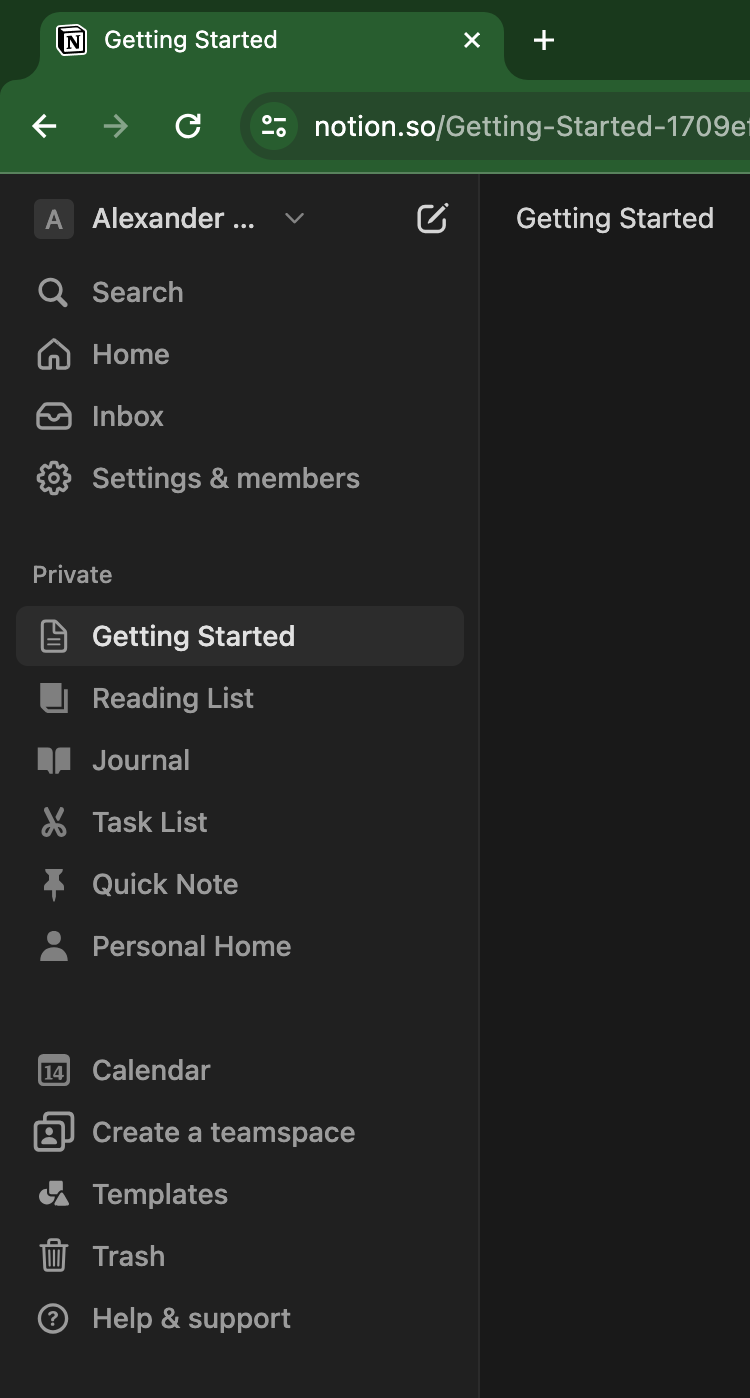 Getting Started
notion.so/Getting-Started-1709e
A Alexander ...
Getting Started
Search
Home
Inbox
Settings & members
Private
Getting Started
Reading List
Journal
Task List
Quick Note
Personal Home
14 Calendar
Create a teamspace
Templates
Trash
Help & support